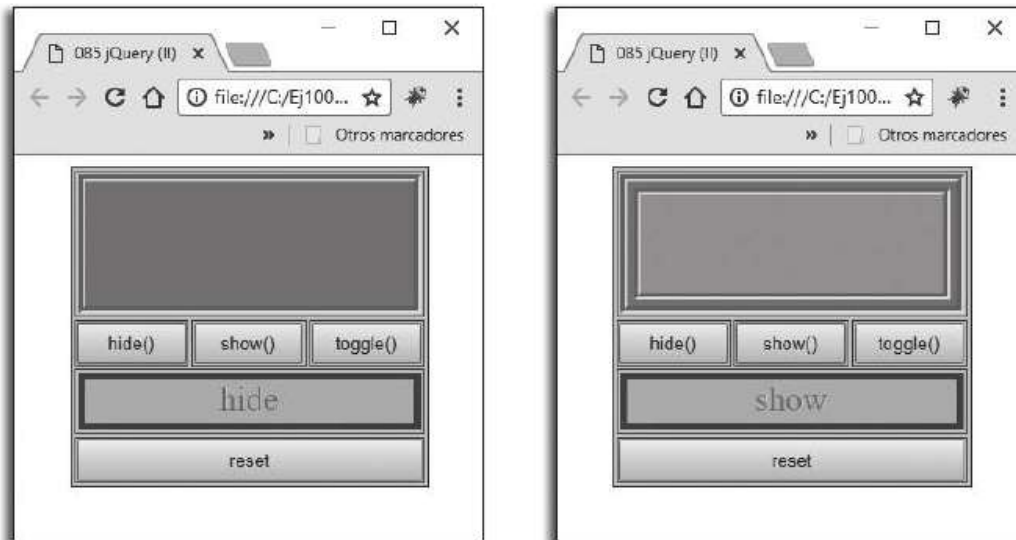 085 jQuery (II)
file:///C:/Ej100...
Otros marcadores
hide()
show()
toggle()
hide
reset
085 jQuery (II)
file:///C:/Ej100...
Otros marcadores
hide()
show()
toggle()
show
reset